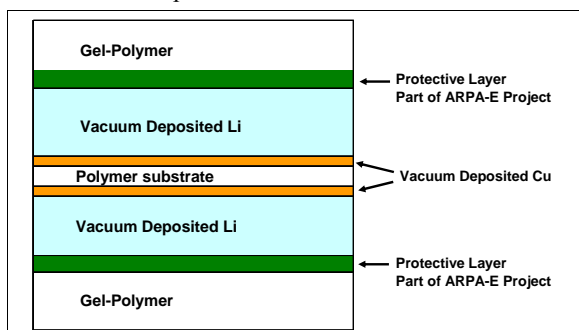 Gel-Polymer
Protective Layer
Part of ARPA-E Project
Vacuum Deposited Li
Polymer substrate
Vacuum Deposited Cu
Vacuum Deposited Li
Protective Layer
Part of ARPA-E Project
Gel-Polymer